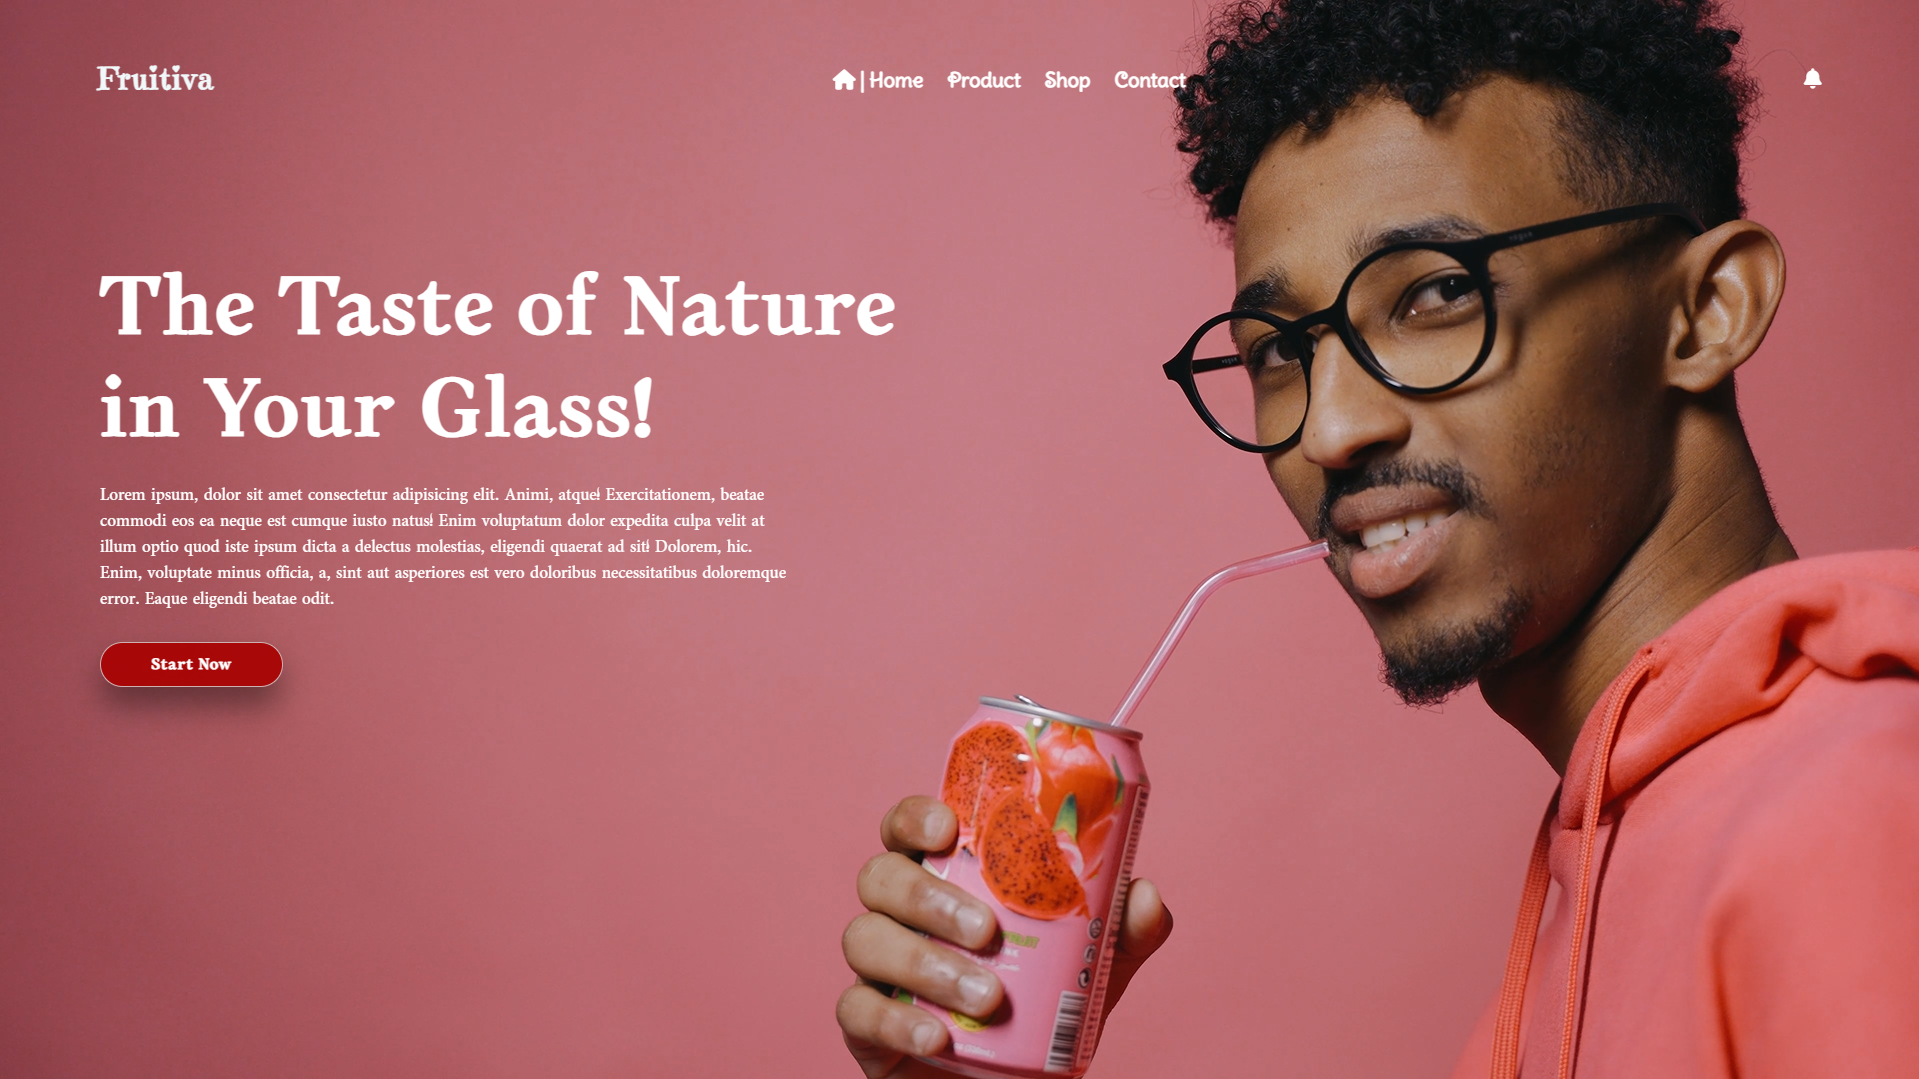 Fruitiva
| Home Product Shop Contact
The Taste of Nature
in Your Glass!
Lorem ipsum, dolor sit amet consectetur adipisicing elit. Animi, atque! Exercitationem, beatae
commodi eos ea neque est cumque iusto natus! Enim voluptatum dolor expedita culpa velit at
illum optio quod iste ipsum dicta a delectus molestias, eligendi quaerat ad sit! Dolorem, hic.
Enim, voluptate minus officia, a, sint aut asperiores est vero doloribus necessitatibus doloremque
error. Eaque eligendi beatae odit.
Start Now